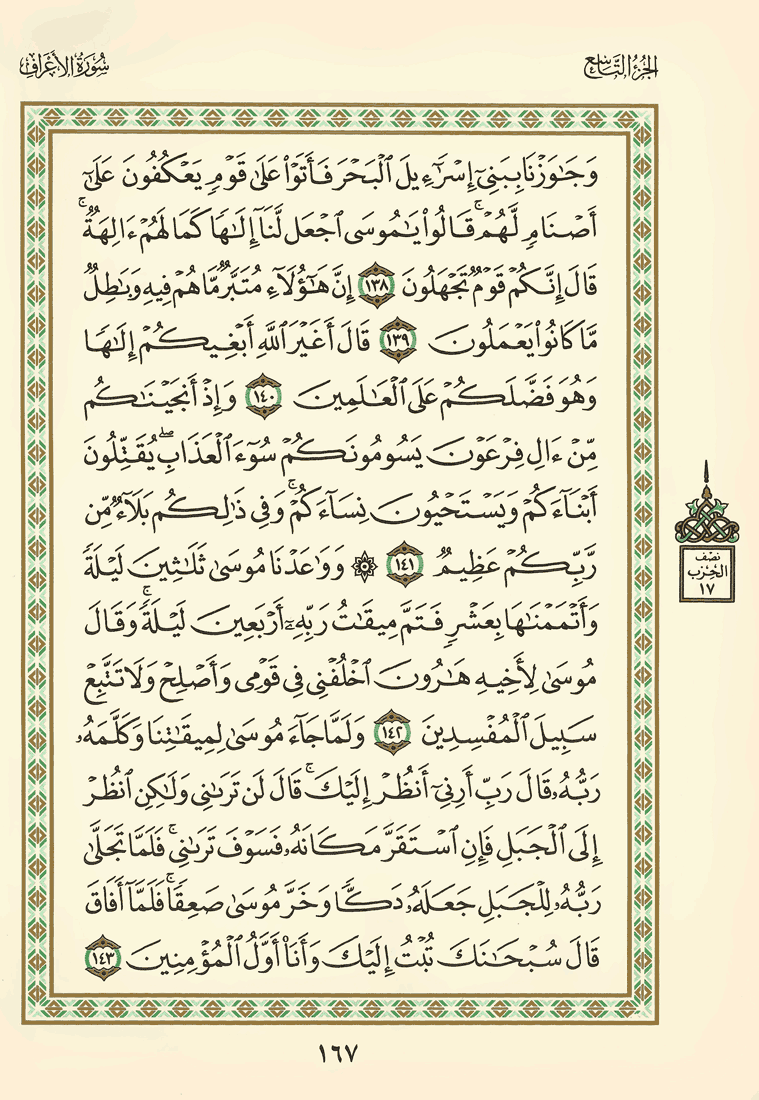 الجزء التاسع
سورة الأعراف
وَجَٰوَزْنَا بِبَنِىٓ إِسْرَٰٓءِيلَ ٱلْبَحْرَ فَأَتَوْا۟ عَلَىٰ قَوْمٍ يَعْكُفُونَ عَلَىٰٓ
أَصْنَامٍ لَّهُمْ ۚ قَالُوا۟ يَٰمُوسَى ٱجْعَل لَّنَآ إِلَٰهًا كَمَا لَهُمْ ءَالِهَةٌ ۚ
قَالَ إِنَّكُمْ قَوْمٌ تَجْهَلُونَ ١٣٨ إِنَّ هَٰٓؤُلَآءِ مُتَبَّرٌ مَّا هُمْ فِيهِ وَبَٰطِلٌ
مَّا كَانُوا۟ يَعْمَلُونَ ١٣٩ قَالَ أَغَيْرَ ٱللَّهِ أَبْغِيكُمْ إِلَٰهًا
وَهُوَ فَضَّلَكُمْ عَلَى ٱلْعَٰلَمِينَ ١٤٠ وَإِذْ أَنجَيْنَٰكُم
مِّنْ ءَالِ فِرْعَوْنَ يَسُومُونَكُمْ سُوٓءَ ٱلْعَذَابِ ۖ يُقَتِّلُونَ
أَبْنَآءَكُمْ وَيَسْتَحْيُونَ نِسَآءَكُمْ ۚ وَفِى ذَٰلِكُم بَلَآءٌ مِّن
رَّبِّكُمْ عَظِيمٌ ١٤١ ۞ وَوَٰعَدْنَا مُوسَىٰ ثَلَٰثِينَ لَيْلَةً
وَأَتْمَمْنَٰهَا بِعَشْرٍ فَتَمَّ مِيقَٰتُ رَبِّهِۦٓ أَرْبَعِينَ لَيْلَةً ۚ وَقَالَ
مُوسَىٰ لِأَخِيهِ هَٰرُونَ ٱخْلُفْنِى فِى قَوْمِى وَأَصْلِحْ وَلَا تَتَّبِعْ
سَبِيلَ ٱلْمُفْسِدِينَ ١٤٢ وَلَمَّا جَآءَ مُوسَىٰ لِمِيقَٰتِنَا وَكَلَّمَهُۥ
رَبُّهُۥ قَالَ رَبِّ أَرِنِىٓ أَنظُرْ إِلَيْكَ ۚ قَالَ لَن تَرَىٰنِى وَلَٰكِنِ ٱنظُرْ
إِلَى ٱلْجَبَلِ فَإِنِ ٱسْتَقَرَّ مَكَانَهُۥ فَسَوْفَ تَرَىٰنِى ۚ فَلَمَّا تَجَلَّىٰ
رَبُّهُۥ لِلْجَبَلِ جَعَلَهُۥ دَكًّا وَخَرَّ مُوسَىٰ صَعِقًا ۚ فَلَمَّآ أَفَاقَ
قَالَ سُبْحَٰنَكَ تُبْتُ إِلَيْكَ وَأَنَا۠ أَوَّلُ ٱلْمُؤْمِنِينَ ١٤٣
نصف
الحزب
١٧
١٦٧